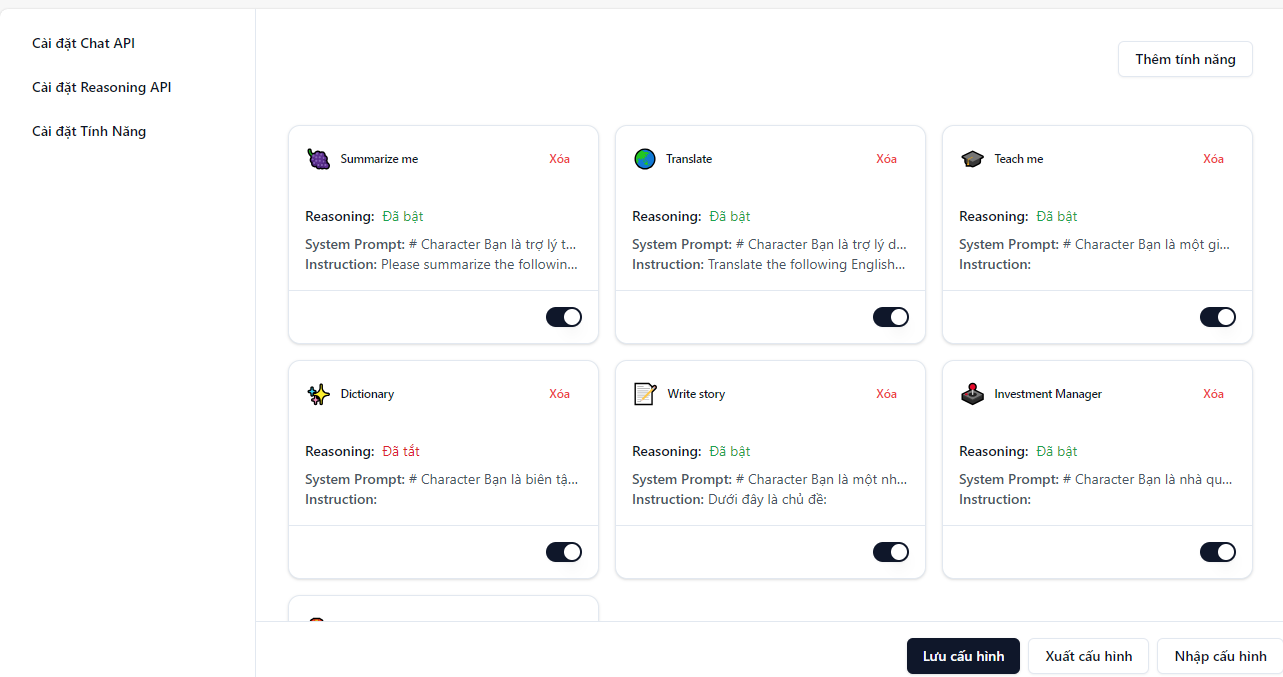 Cài đặt Chat API
Cài đặt Reasoning API
Cài đặt Tính Năng
Thêm tính năng
Summarize me
Xóa
Reasoning: Đã bật
System Prompt: # Character Bạn là trợ lý t...
Instruction: Please summarize the followin...
Translate
Xóa
Reasoning: Đã bật
System Prompt: # Character Bạn là trợ lý d...
Instruction: Translate the following English...
Teach me
Xóa
Reasoning: Đã bật
System Prompt: # Character Bạn là một gi...
Instruction:
Dictionary
Xóa
Reasoning: Đã tắt
System Prompt: # Character Bạn là biên tậ...
Instruction:
Write story
Xóa
Reasoning: Đã bật
System Prompt: # Character Bạn là một nh...
Instruction: Dưới đây là chủ đề:
Investment Manager
Xóa
Reasoning: Đã bật
System Prompt: # Character Bạn là nhà qu...
Instruction:
Lưu cấu hình
Xuất cấu hình
Nhập cấu hình